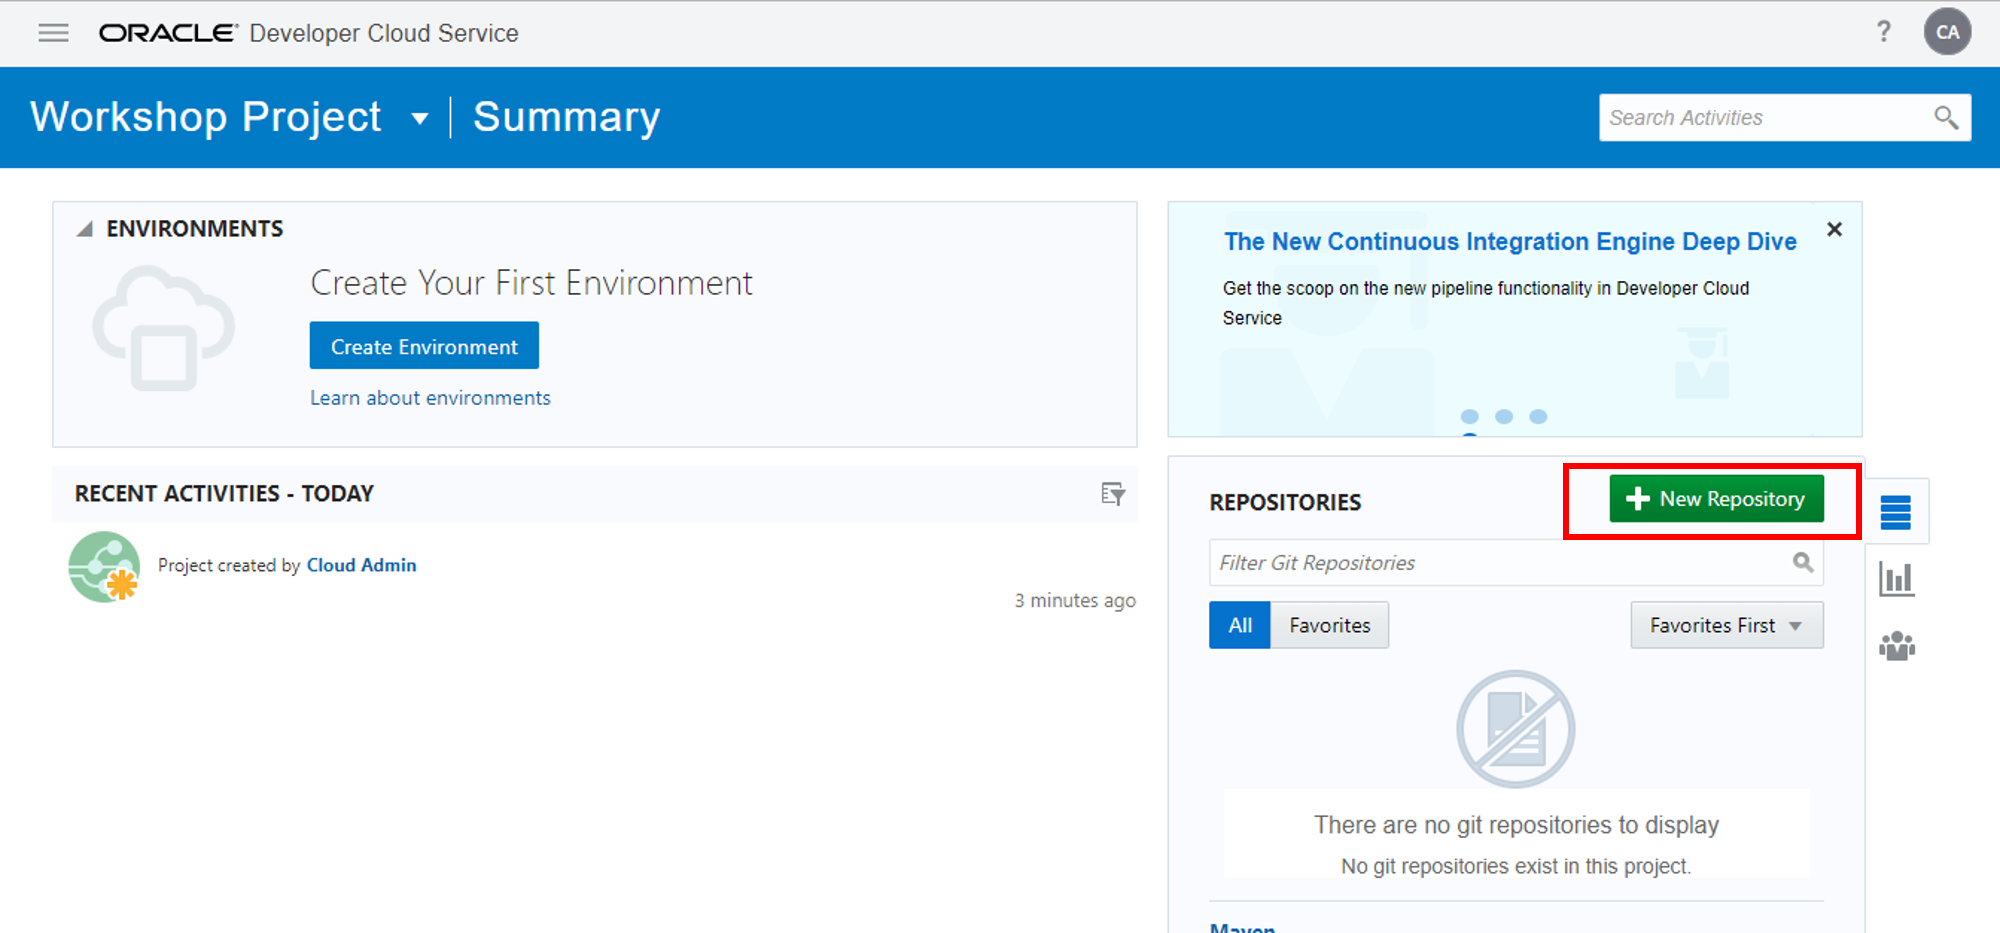 ORACLE Developer Cloud Service
?
CA
Workshop Project
Summary
Search Activities
ENVIRONMENTS
Create Your First Environment
Create Environment
Learn about environments
RECENT ACTIVITIES - TODAY
Project created by Cloud Admin
3 minutes ago
The New Continuous Integration Engine Deep Dive
Get the scoop on the new pipeline functionality in Developer Cloud
Service
REPOSITORIES
New Repository
Filter Git Repositories
All
Favorites
Favorites First
There are no git repositories to display
No git repositories exist in this project.
Maven